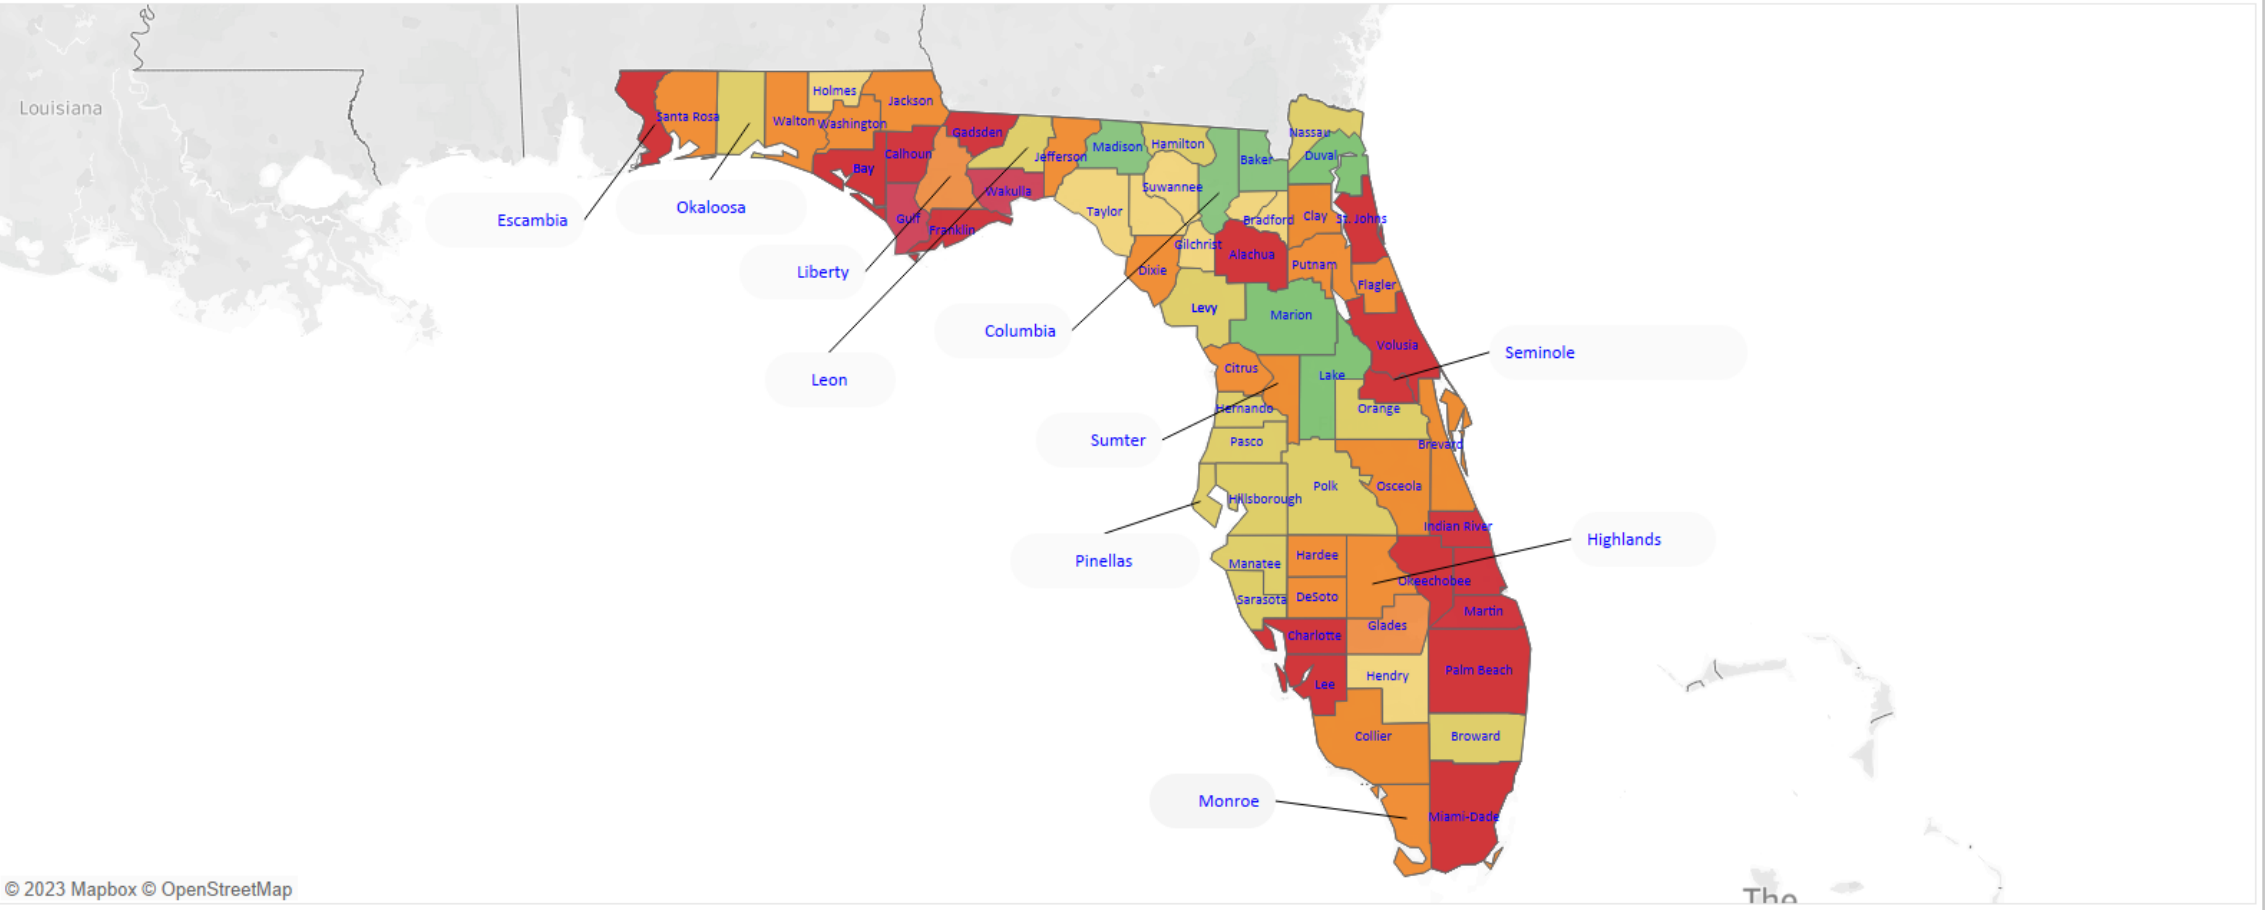 Louisiana
Holmes
Jackson
Santa Rosa
Walton
Washington
Gadsden
Nassau
Madison
Hamilton
Calhoun
Jefferson
Duval
Baker
Bay
Suwannee
Wakulla
Okaloosa
Taylor
Escambia
Gulf
Bradford
Clay
St. Johns
Franklin
Gilchrist
Alachua
Putnam
Liberty
Dixie
Flagler
Levy
Marion
Columbia
Volusia
Seminole
Citrus
Lake
Leon
Hernando
Orange
Sumter
Pasco
Brevard
Polk
Osceola
Hillsborough
Indian River
Highlands
Pinellas
Manatee
Hardee
Okeechobee
Sarasota
DeSoto
Martin
Glades
Charlotte
Palm Beach
Hendry
Lee
Collier
Broward
Monroe
Miami-Dade
© 2023 Mapbox © OpenStreetMap
The